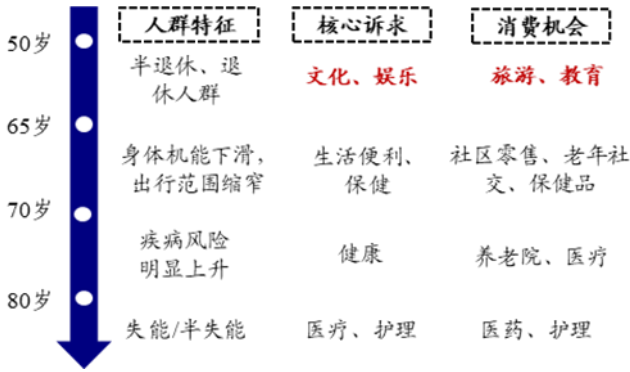 人群特征 核心诉求 消费机会
50岁
半退休、退
休人群
文化、娱乐
旅游、教育
65岁
身体机能下滑，
出行范围缩窄
生活便利、
保健
社区零售、老年社
交、保健品
70岁
疾病风险
明显上升
健康
养老院、医疗
80岁
失能/半失能
医疗、护理
医药、护理